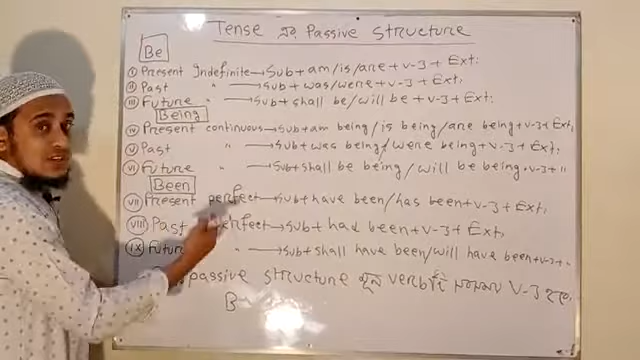 Tense এর Passive Structure
Be
(i) Present Indefinite→Sub+am/is/are+v-3+Ext.
(ii) Past " →Sub+was/were+v-3+Ext.
(iii) Future " →Sub+shall be/will be+v-3+Ext.
Being
(iv) Present continuous→Sub+am being/is being/are being+v-3+Ext.
(v) Past " →Sub+was being/were being+v-3+Ext.
(vi) Future " →Sub+shall be being/will be being+v-3+"
Been
(vii) Present perfect→Sub+have been/has been+v-3+Ext.
(viii) Past perfect→Sub+had been+v-3+Ext.
(ix) Future " →Sub+shall have been/will have been+v-3+"
passive structure মূল verbটি সবসময় V-3 হবে।
B